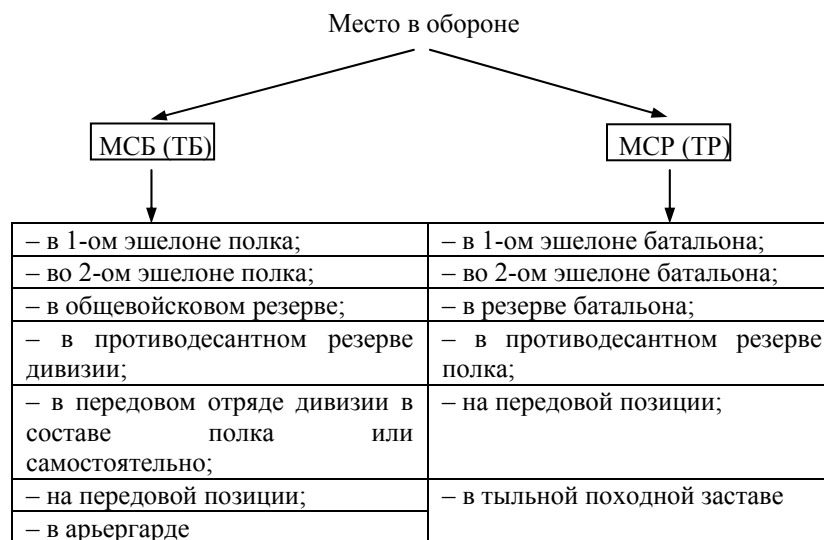 Место в обороне
МСБ (ТБ)
МСР (ТР)
– в 1-ом эшелоне полка;
– в 1-ом эшелоне батальона;
– во 2-ом эшелоне полка;
– во 2-ом эшелоне батальона;
– в общевойсковом резерве;
– в резерве батальона;
– в противодесантном резерве
дивизии;
– в противодесантном резерве
полка;
– в передовом отряде дивизии в
составе полка или
самостоятельно;
– на передовой позиции;
– на передовой позиции;
– в тыльной походной заставе
– в арьергарде